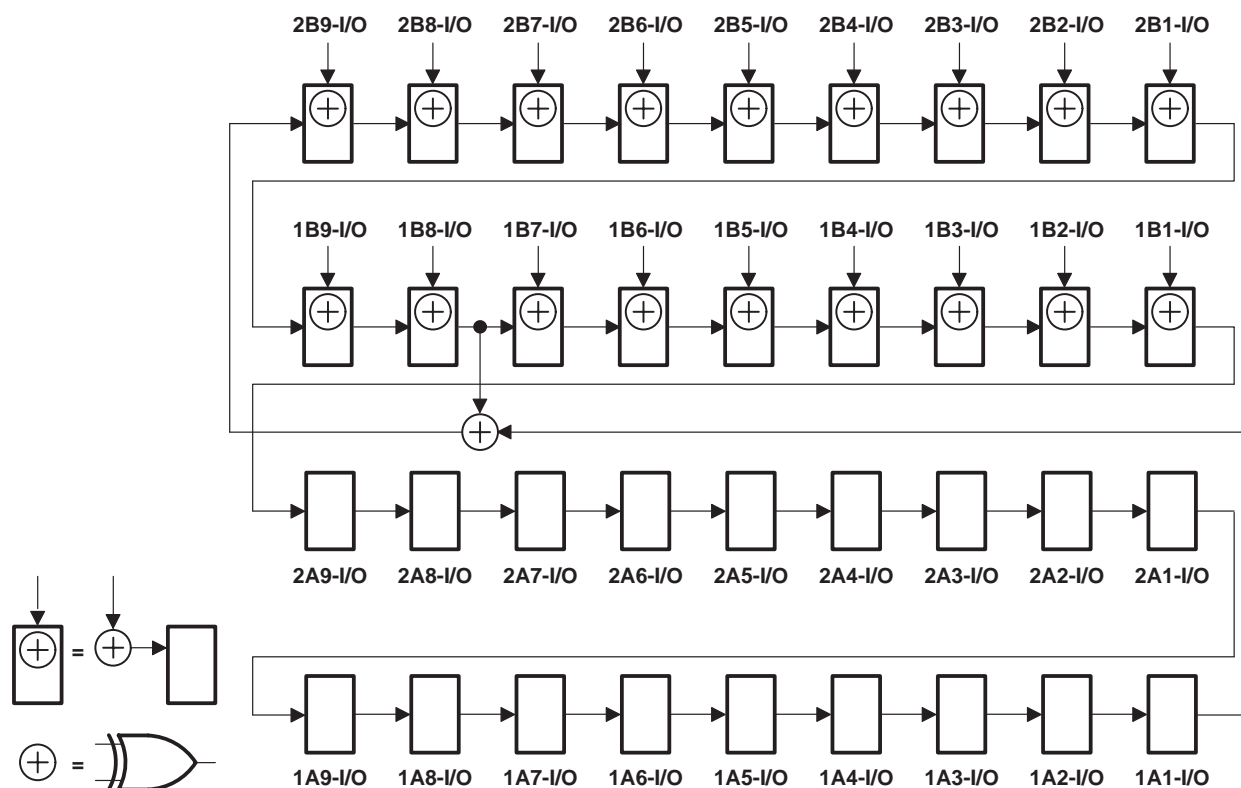 2B9-I/O 2B8-I/O 2B7-I/O 2B6-I/O 2B5-I/O 2B4-I/O 2B3-I/O 2B2-I/O 2B1-I/O
1B9-I/O 1B8-I/O 1B7-I/O 1B6-I/O 1B5-I/O 1B4-I/O 1B3-I/O 1B2-I/O 1B1-I/O
2A9-I/O 2A8-I/O 2A7-I/O 2A6-I/O 2A5-I/O 2A4-I/O 2A3-I/O 2A2-I/O 2A1-I/O
=
=
1A9-I/O 1A8-I/O 1A7-I/O 1A6-I/O 1A5-I/O 1A4-I/O 1A3-I/O 1A2-I/O 1A1-I/O